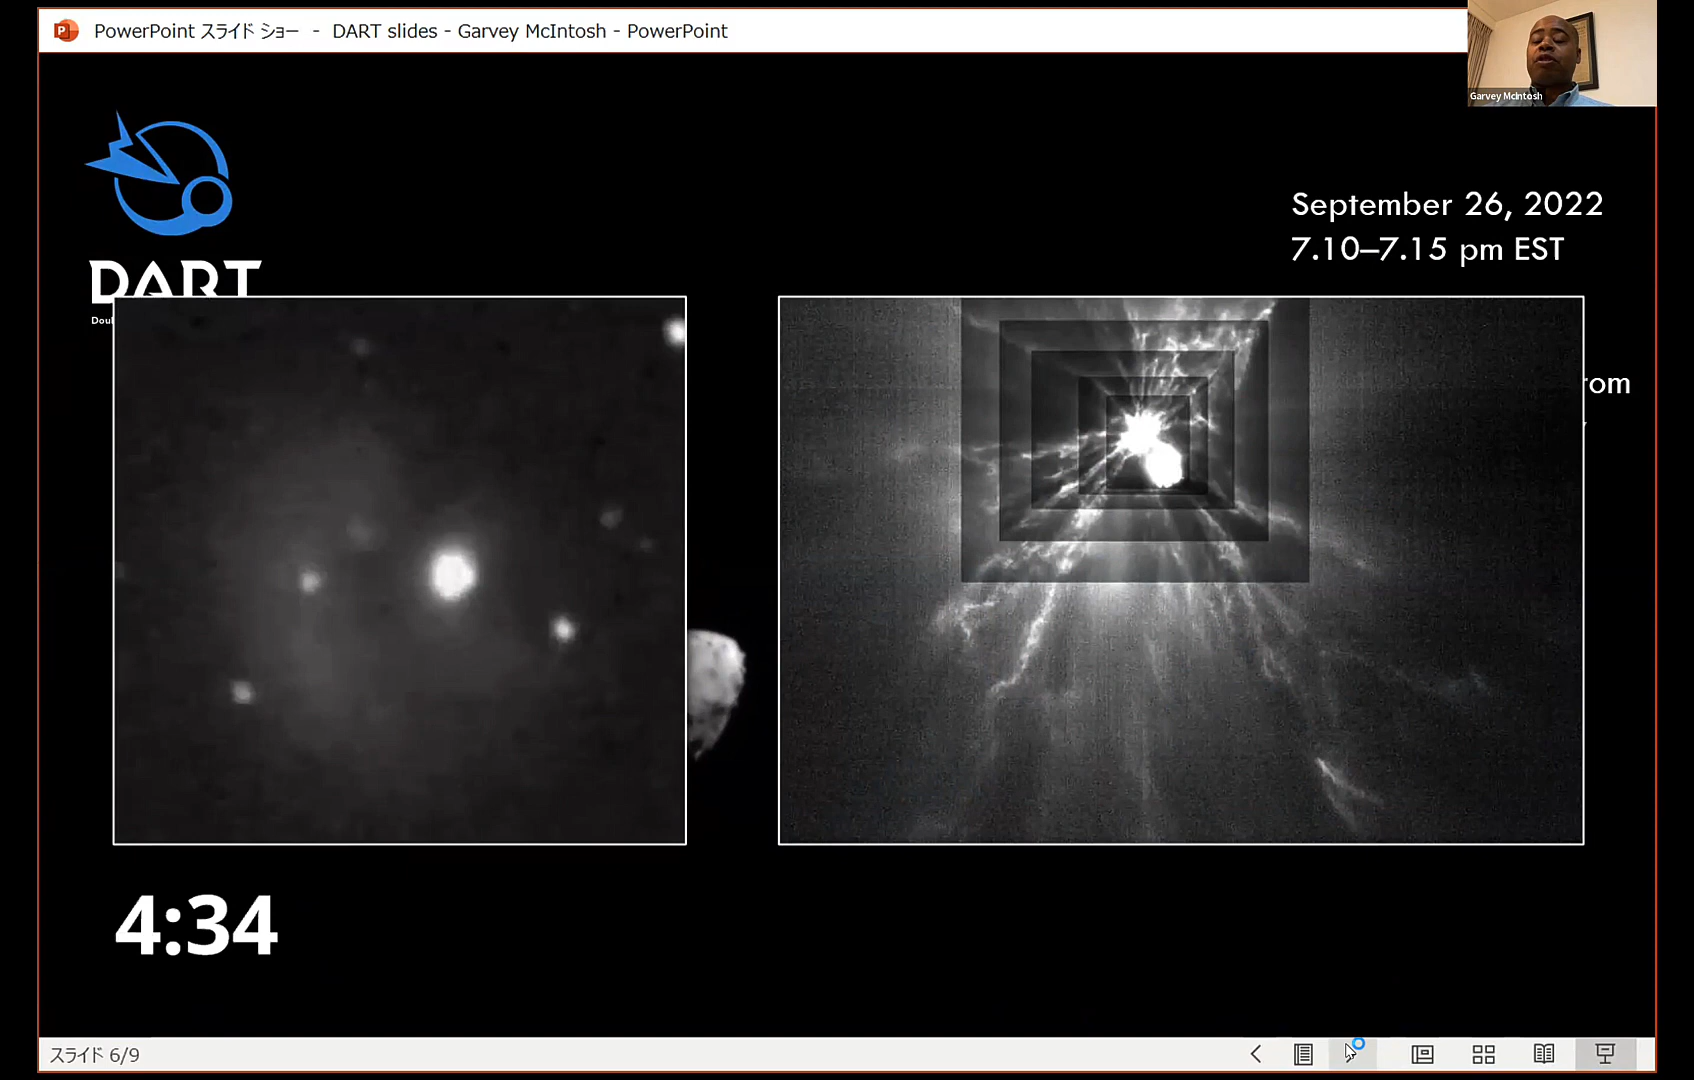 PowerPoint スライド ショー - DART slides - Garvey McIntosh - PowerPoint
Garvey McIntosh
September 26, 2022
7.10–7.15 pm EST
DART
4:34
スライド 6/9